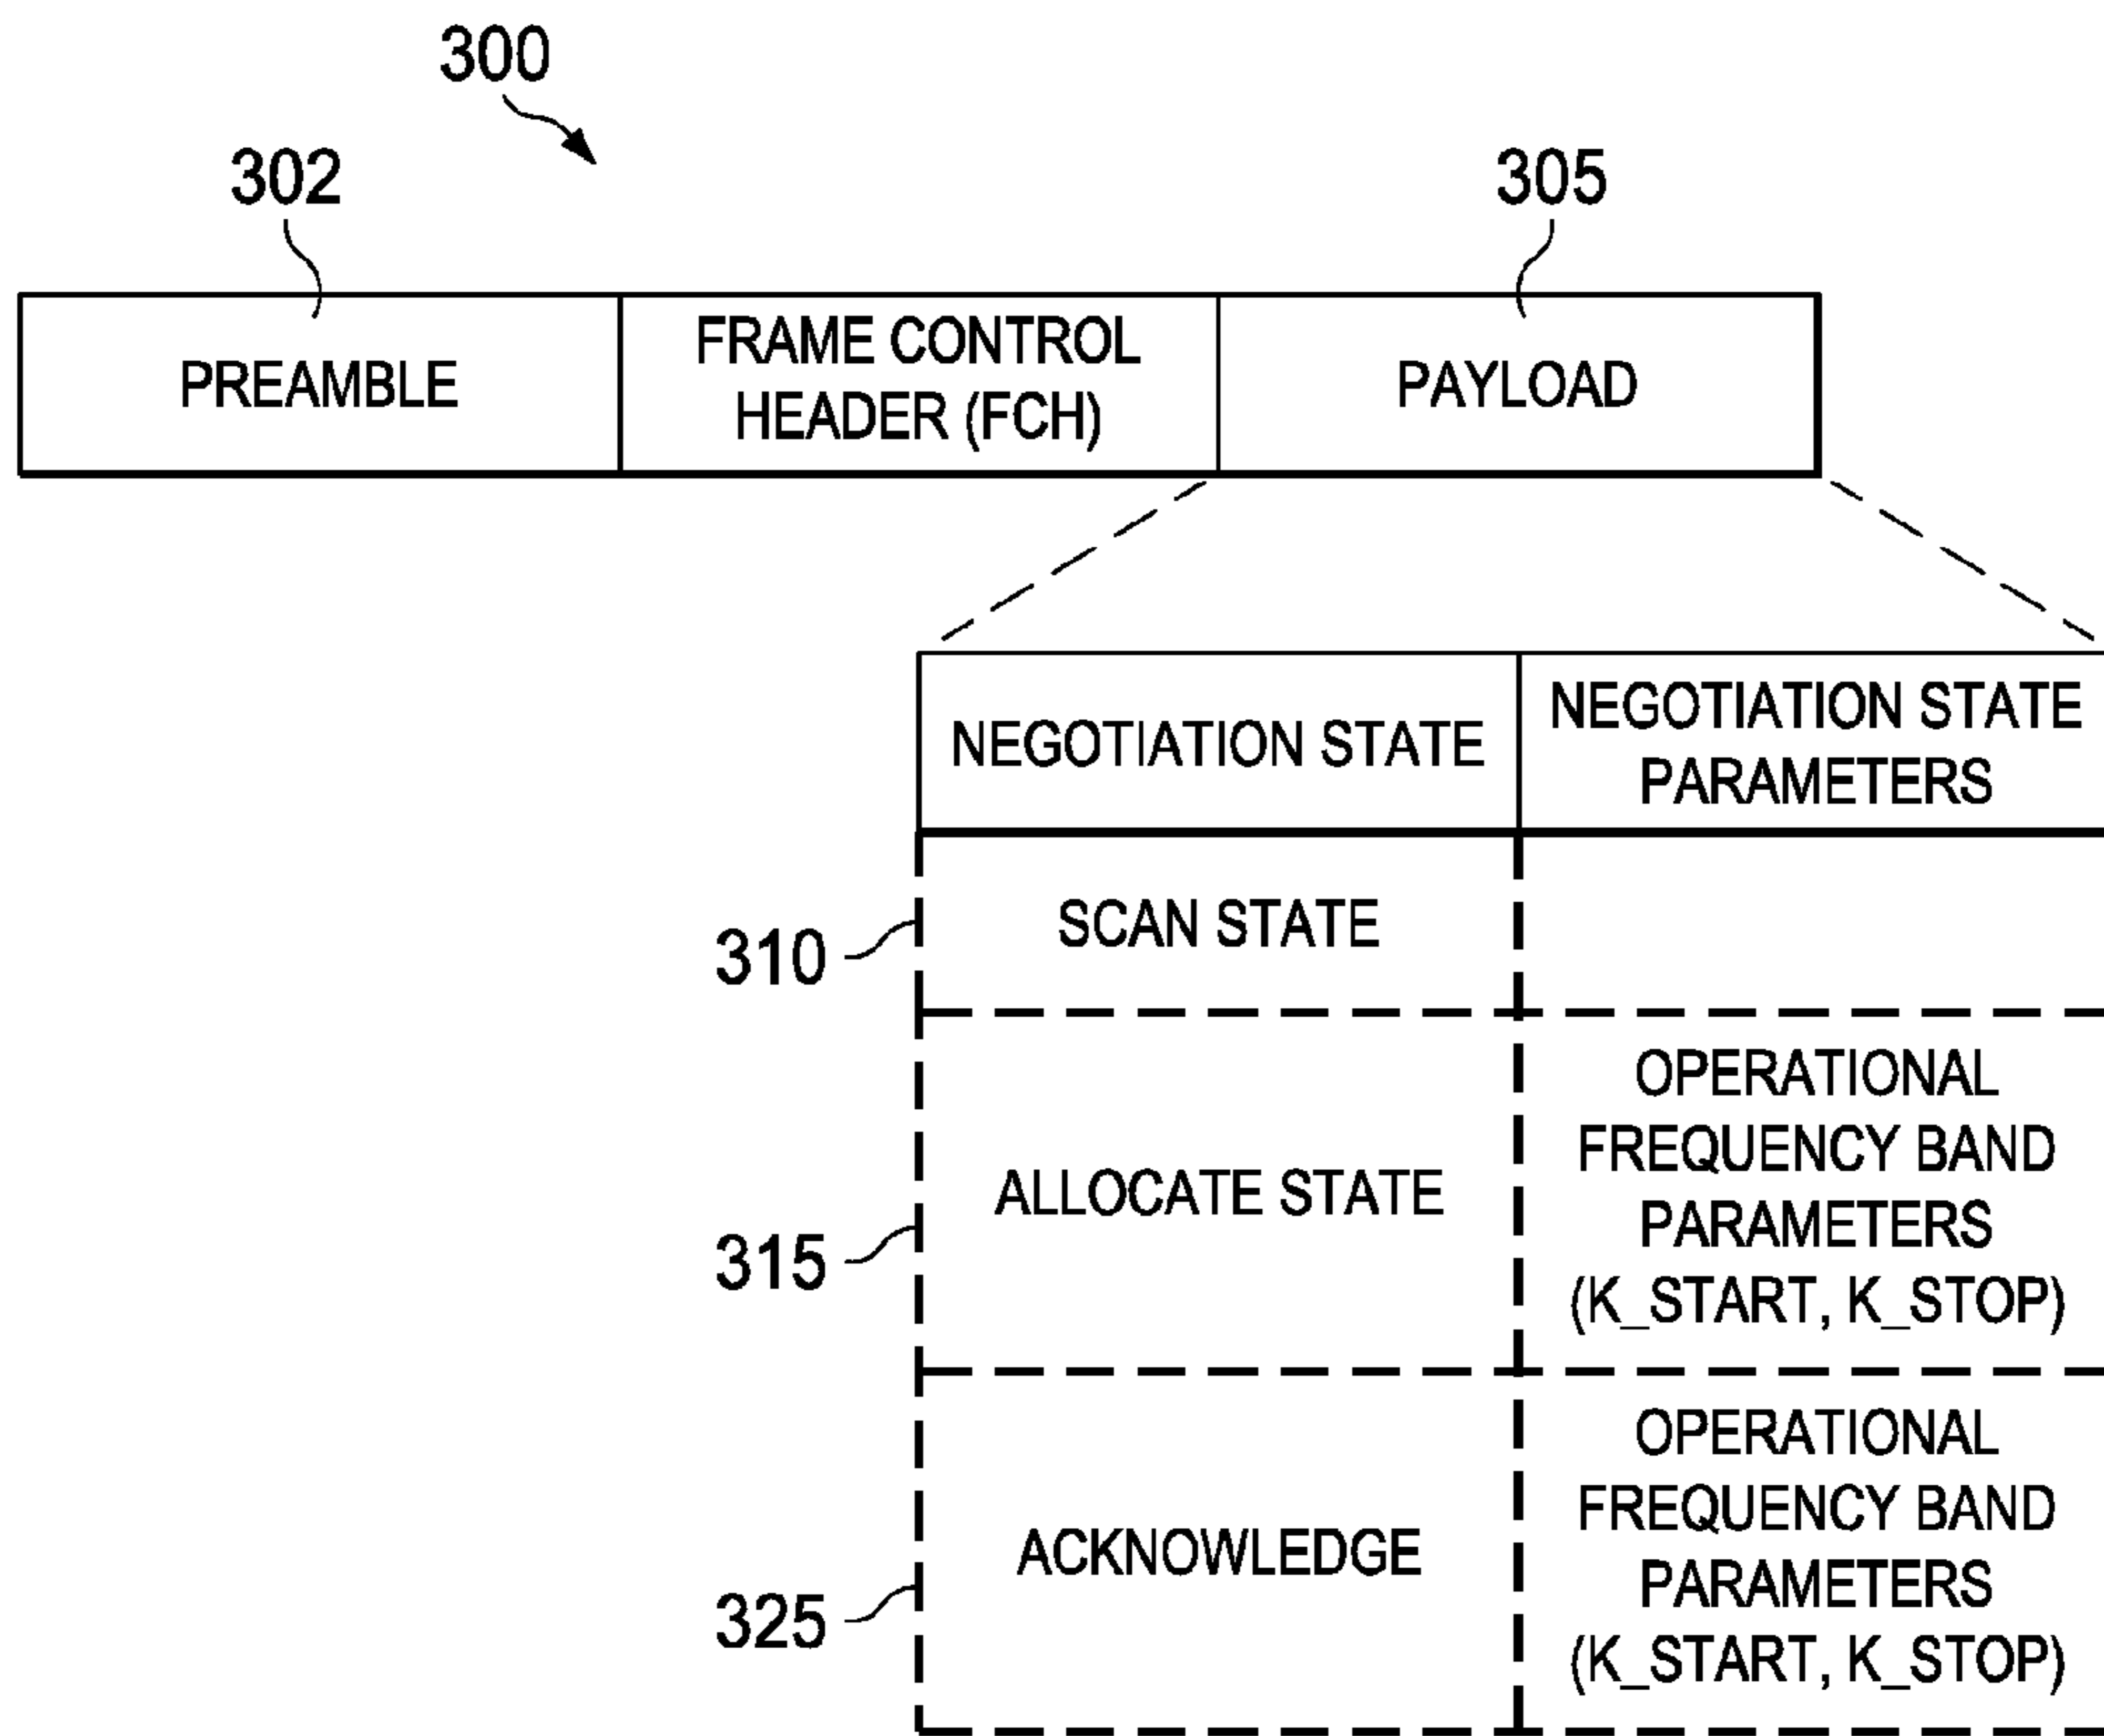 300
302
305
PREAMBLE
FRAME CONTROL
HEADER (FCH)
PAYLOAD
NEGOTIATION STATE
NEGOTIATION STATE
PARAMETERS
310
SCAN STATE
315
ALLOCATE STATE
OPERATIONAL
FREQUENCY BAND
PARAMETERS
(K_START, K_STOP)
325
ACKNOWLEDGE
OPERATIONAL
FREQUENCY BAND
PARAMETERS
(K_START, K_STOP)